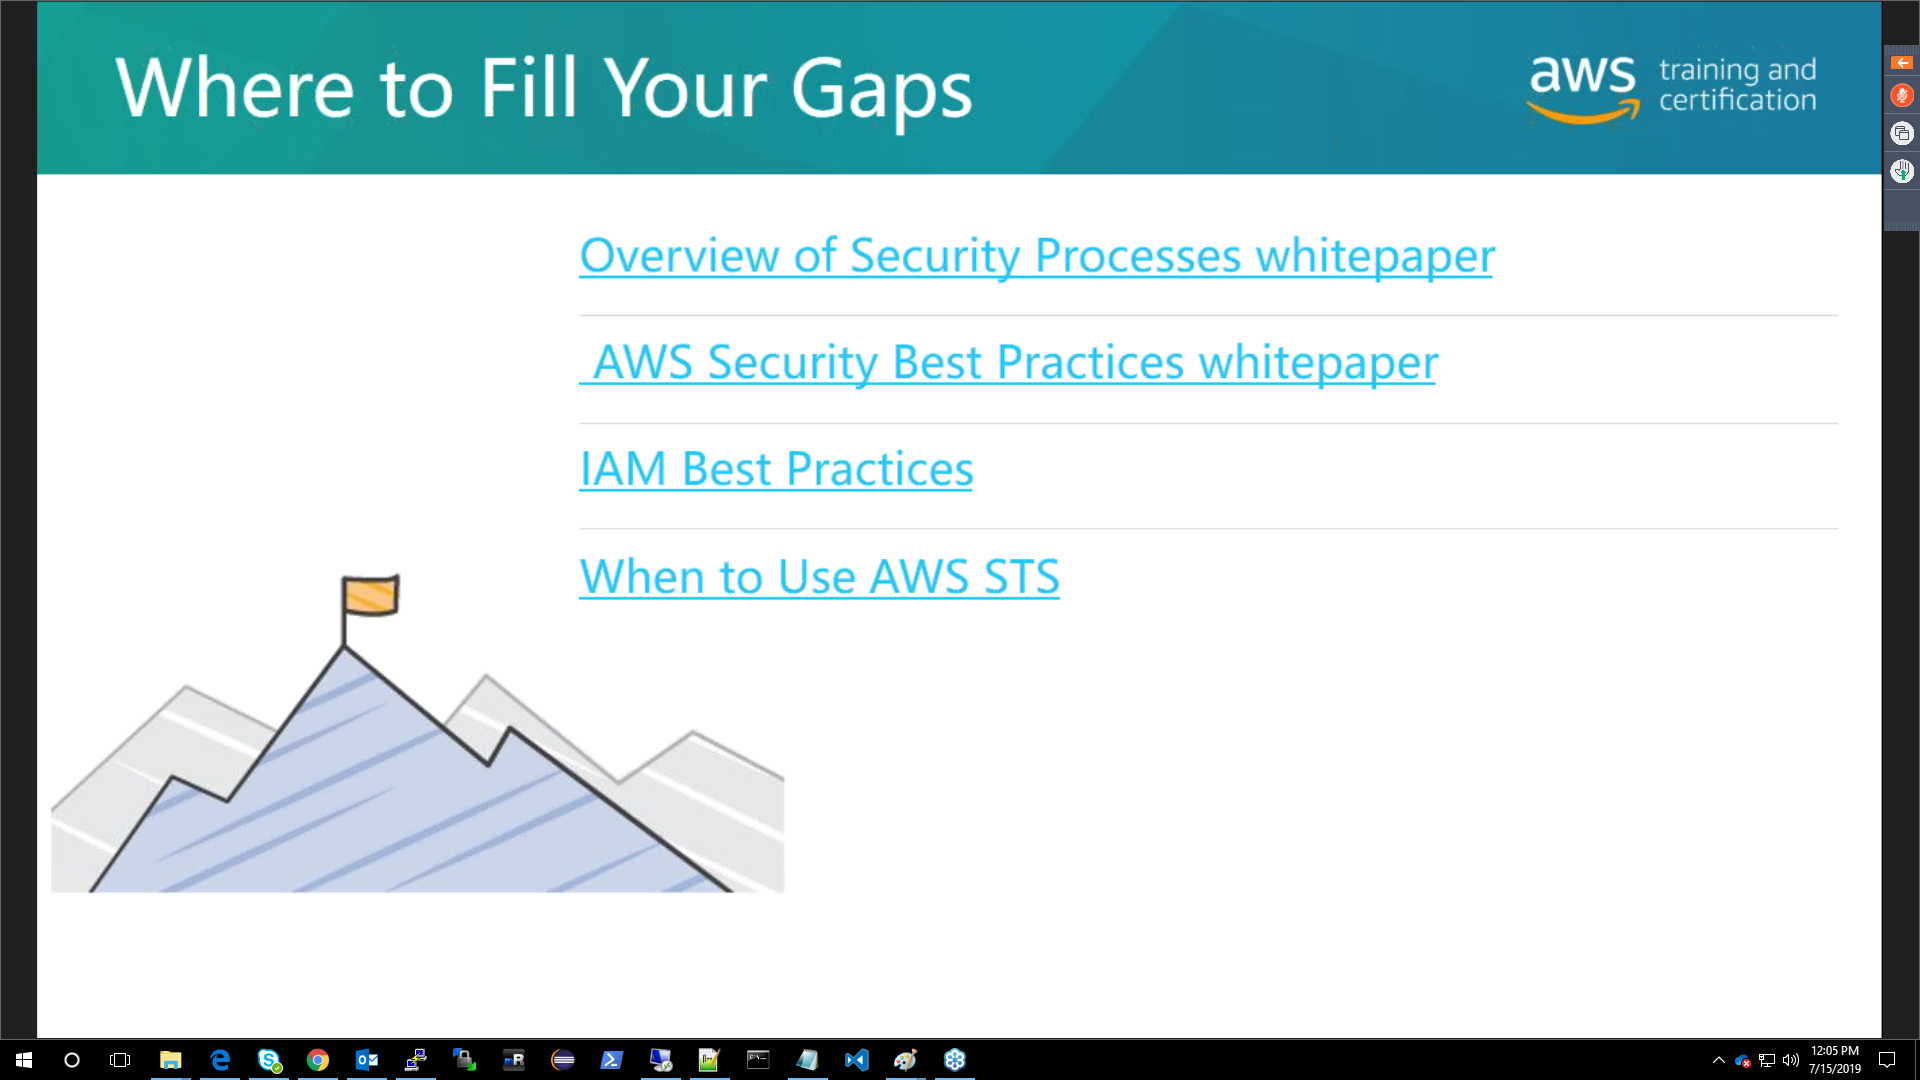 Where to Fill Your Gaps
aws training and
certification
Overview of Security Processes whitepaper
AWS Security Best Practices whitepaper
IAM Best Practices
When to Use AWS STS
12:05 PM
7/15/2019